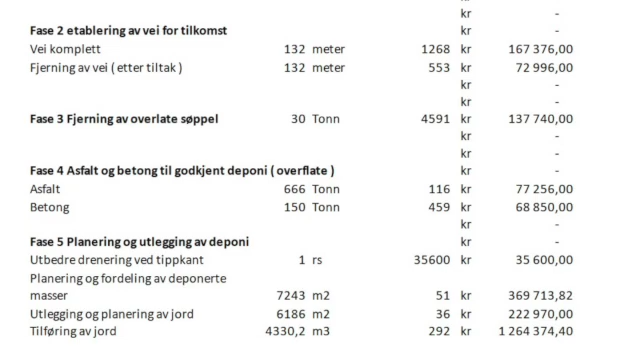 kr -
Fase 2 etablering av vei for tilkomst kr -
Vei komplett 132 meter 1268 kr 167 376,00
Fjerning av vei ( etter tiltak ) 132 meter 553 kr 72 996,00
kr -
kr -
Fase 3 Fjerning av overlate søppel 30 Tonn 4591 kr 137 740,00
kr -
kr -
Fase 4 Asfalt og betong til godkjent deponi ( overflate ) kr -
Asfalt 666 Tonn 116 kr 77 256,00
Betong 150 Tonn 459 kr 68 850,00
kr -
Fase 5 Planering og utlegging av deponi kr -
Utbedre drenering ved tippkant 1 rs 35600 kr 35 600,00
Planering og fordeling av deponerte
masser 7243 m2 51 kr 369 713,82
Utlegging og planering av jord 6186 m2 36 kr 222 970,00
Tilføring av jord 4330,2 m3 292 kr 1 264 374,40